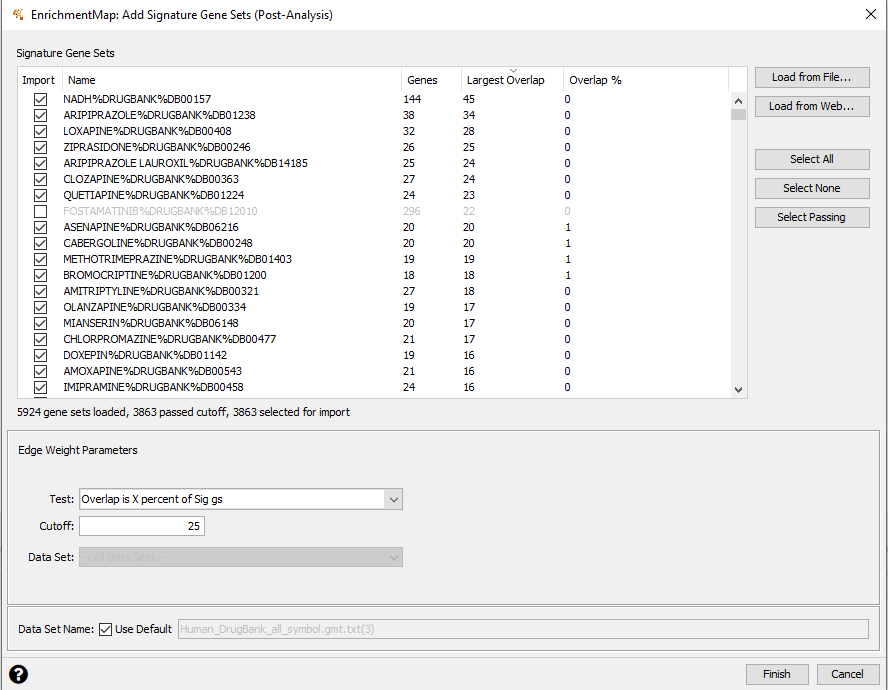 EnrichmentMap: Add Signature Gene Sets (Post-Analysis)
Signature Gene Sets
Import Name Genes Largest Overlap Overlap %
NADH%DRUGBANK%DB00157 144 45 0
ARIPIPRAZOLE%DRUGBANK%DB01238 38 34 0
LOXAPINE%DRUGBANK%DB00408 32 28 0
ZIPRASIDONE%DRUGBANK%DB00246 26 25 0
ARIPIPRAZOLE LAUROXIL%DRUGBANK%DB14185 25 24 0
CLOZAPINE%DRUGBANK%DB00363 27 24 0
QUETIAPINE%DRUGBANK%DB01224 24 23 0
FOSTAMATINIB%DRUGBANK%DB12010 296 22 0
ASENAPINE%DRUGBANK%DB06216 20 20 1
CABERGOLINE%DRUGBANK%DB00248 20 20 1
METHOTRIMEPRAZINE%DRUGBANK%DB01403 19 19 1
BROMOCRIPTINE%DRUGBANK%DB01200 18 18 1
AMITRIPTYLINE%DRUGBANK%DB00321 27 18 0
OLANZAPINE%DRUGBANK%DB00334 19 17 0
MIANSERIN%DRUGBANK%DB06148 20 17 0
CHLORPROMAZINE%DRUGBANK%DB00477 21 17 0
DOXEPIN%DRUGBANK%DB01142 19 16 0
AMOXAPINE%DRUGBANK%DB00543 21 16 0
IMIPRAMINE%DRUGBANK%DB00458 24 16 0
Load from File...
Load from Web...
Select All
Select None
Select Passing
5924 gene sets loaded, 3863 passed cutoff, 3863 selected for import
Edge Weight Parameters
Test: Overlap is X percent of Sig gs
Cutoff: 25
Data Set: -- All Data Sets --
Data Set Name: Use Default Human_DrugBank_all_symbol.gmt.txt(3)
?
Finish Cancel